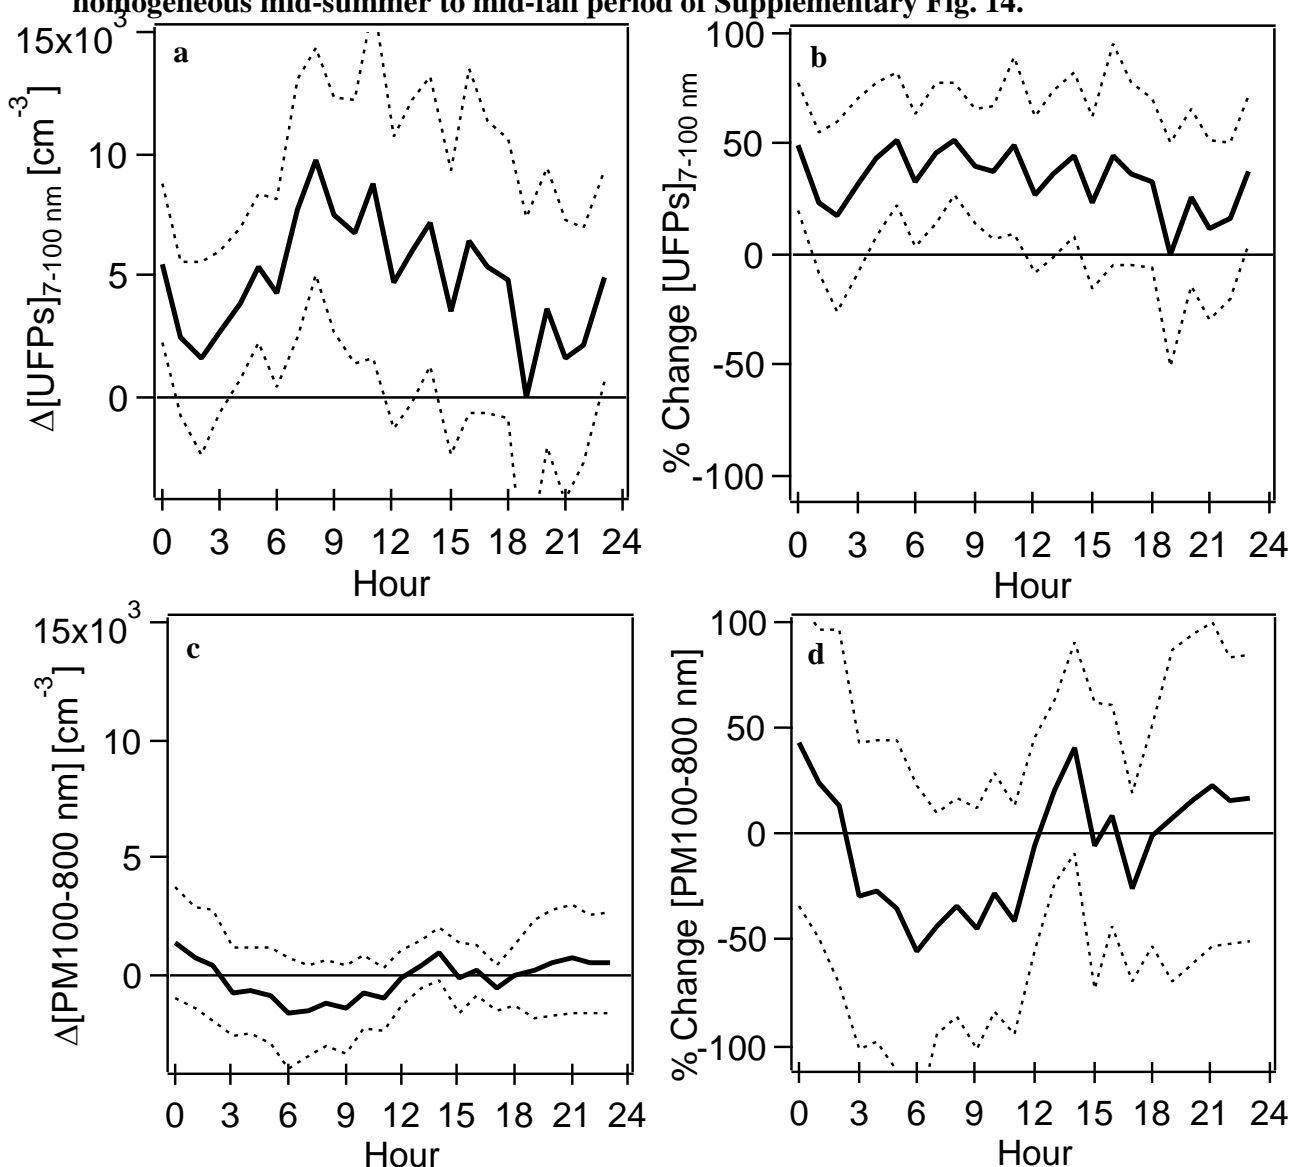 homogeneous mid-summer to mid-fall period of Supplementary Fig. 14.
a
15x10^3
10
5
0
Δ[UFPs]7-100 nm [cm-3]
0 3 6 9 12 15 18 21 24
Hour
b
100
50
0
-50
-100
% Change [UFPs]7-100 nm
0 3 6 9 12 15 18 21 24
Hour
c
15x10^3
10
5
0
Δ[PM100-800 nm] [cm-3]
0 3 6 9 12 15 18 21 24
Hour
d
100
50
0
-50
-100
% Change [PM100-800 nm]
0 3 6 9 12 15 18 21 24
Hour